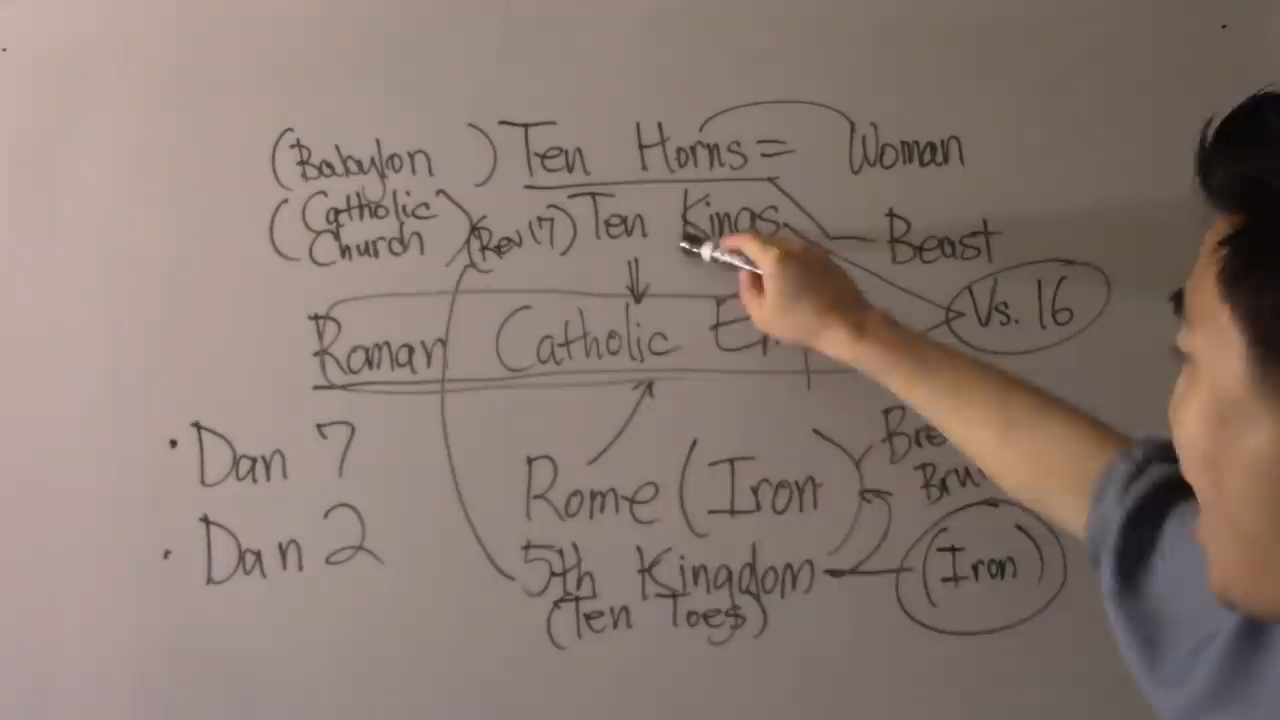 (Babylon ) Ten Horns = Woman
(Catholic Church) (Rev 17) Ten Kings Beast
Vs. 16
Roman Catholic
Dan 7
Rome (Iron
Dan 2
5th Kingdom (Iron)
(Ten Toes)